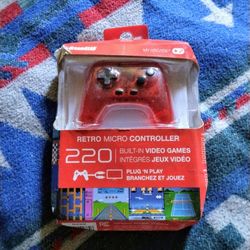 RETRO MICRO CONTROLLER
220 BUILT-IN VIDEO GAMES
INTÉGRÉS JEUX VIDÉO
PLUG 'N PLAY
BRANCHEZ ET JOUEZ